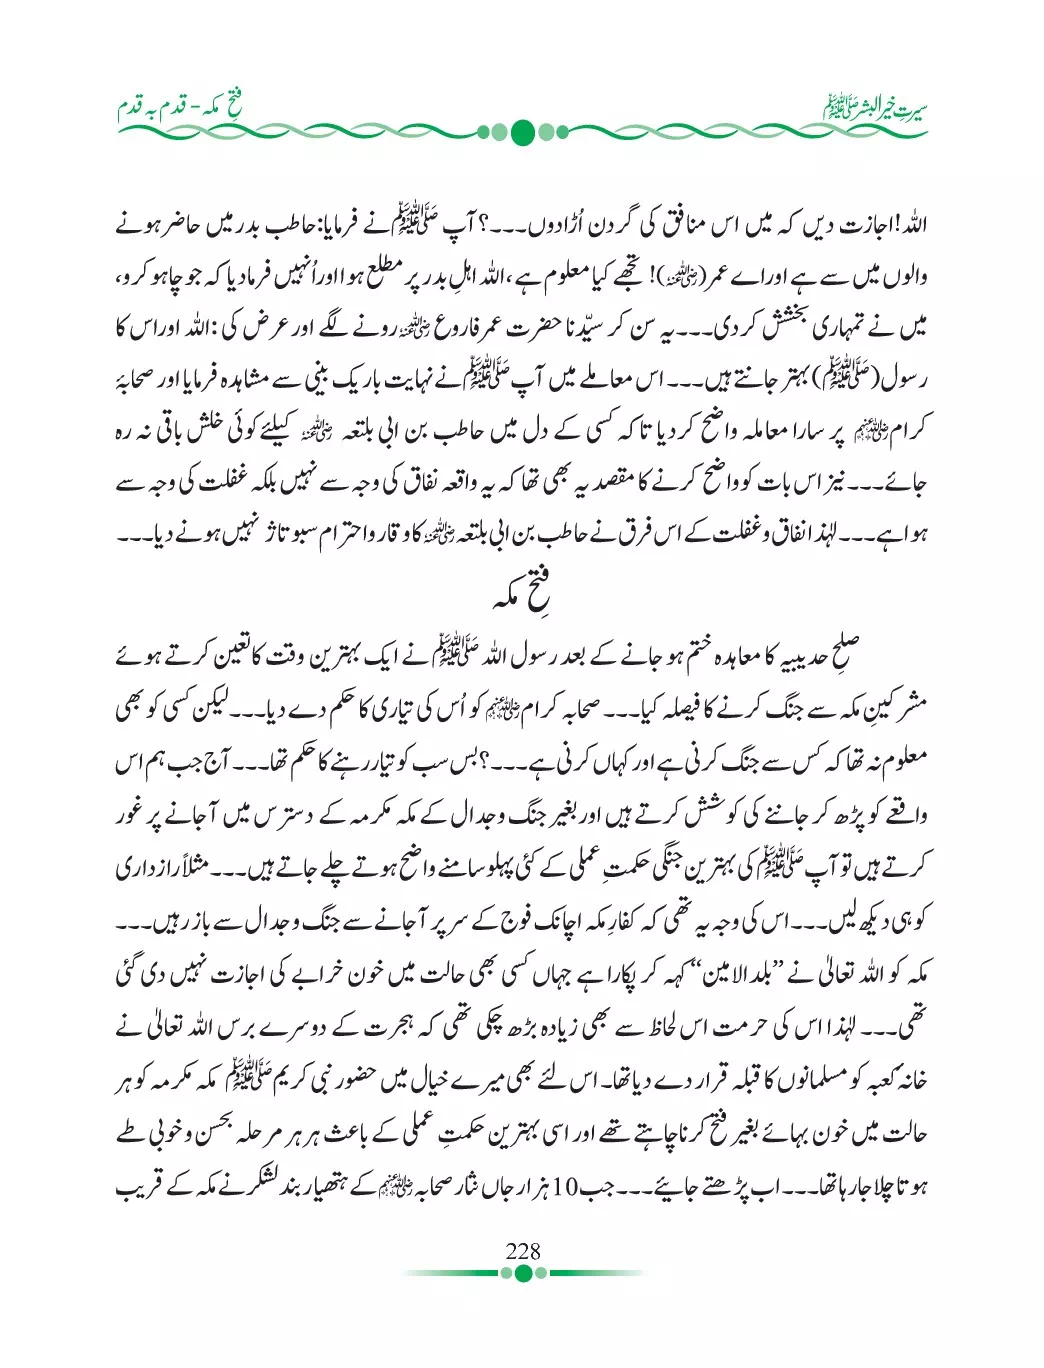 سیرتِ خیر البشر ﷺ
فتحِ مکہ - قدم بہ قدم
اللہ! اجازت دیں کہ میں اس منافق کی گردن اُڑادوں۔۔۔؟ آپ ﷺ نے فرمایا: حاطب بدر میں حاضر ہونے
والوں میں سے ہے اور اے عمر (رضی اللہ عنہ)! تجھے کیا معلوم ہے، اللہ اہلِ بدر پر مطلع ہوا اور اُنہیں فرمادیا کہ جو چاہو کرو،
میں نے تمہاری بخشش کردی۔۔۔ یہ سن کر سیّدنا حضرت عمر فاروع رضی اللہ عنہ رونے لگے اور عرض کی: اللہ اور اس کا
رسول (ﷺ) بہتر جانتے ہیں۔۔۔ اس معاملے میں آپ ﷺ نے نہایت باریک بینی سے مشاہدہ فرمایا اور صحابۂ
کرام رضی اللہ عنہم پر سارا معاملہ واضح کردیا تاکہ کسی کے دل میں حاطب بن ابی بلتعہ رضی اللہ عنہ کیلئے کوئی خلش باقی نہ رہ
جائے۔۔۔ نیز اس بات کو واضح کرنے کا مقصد یہ بھی تھا کہ یہ واقعہ نفاق کی وجہ سے نہیں بلکہ غفلت کی وجہ سے
ہوا ہے۔۔۔ لہٰذا نفاق و غفلت کے اس فرق نے حاطب بن ابی بلتعہ رضی اللہ عنہ کا وقار و احترام سبوتاژ نہیں ہونے دیا۔۔۔
فتحِ مکہ
صلحِ حدیبیہ کا معاہدہ ختم ہو جانے کے بعد رسول اللہ ﷺ نے ایک بہترین وقت کا تعین کرتے ہوئے
مشرکینِ مکہ سے جنگ کرنے کا فیصلہ کیا۔۔۔ صحابہ کرام رضی اللہ عنہم کو اُس کی تیاری کا حکم دے دیا۔۔۔ لیکن کسی کو بھی
معلوم نہ تھا کہ کس سے جنگ کرنی ہے اور کہاں کرنی ہے۔۔۔؟ بس سب کو تیار رہنے کا حکم تھا۔۔۔ آج جب ہم اس
واقعے کو پڑھ کر جاننے کی کوشش کرتے ہیں اور بغیر جنگ و جدال کے مکہ مکرمہ کے دسترس میں آجانے پر غور
کرتے ہیں تو آپ ﷺ کی بہترین جنگی حکمتِ عملی کے کئی پہلو سامنے واضح ہوتے چلے جاتے ہیں۔۔۔ مثلاً رازداری
کو ہی دیکھ لیں۔۔۔ اس کی وجہ یہ تھی کہ کفارِ مکہ اچانک فوج کے سر پر آجانے سے جنگ و جدال سے باز رہیں۔۔۔
مکہ کو اللہ تعالیٰ نے ”بلد الامین“ کہہ کر پکارا ہے جہاں کسی بھی حالت میں خون خرابے کی اجازت نہیں دی گئی
تھی۔۔۔ لہٰذا اس کی حرمت اس لحاظ سے بھی زیادہ بڑھ چکی تھی کہ ہجرت کے دوسرے برس اللہ تعالیٰ نے
خانہ کعبہ کو مسلمانوں کا قبلہ قرار دے دیا تھا۔ اس لئے بھی میرے خیال میں حضور نبی کریم ﷺ مکہ مکرمہ کو ہر
حالت میں خون بہائے بغیر فتح کرنا چاہتے تھے اور اسی بہترین حکمتِ عملی کے باعث ہر ہر مرحلہ بحسن و خوبی طے
ہوتا چلا جارہا تھا۔۔۔ اب پڑھتے جائیے۔۔۔ جب 10 ہزار جاں نثار صحابہ رضی اللہ عنہم کے ہتھیار بند لشکر نے مکہ کے قریب
228